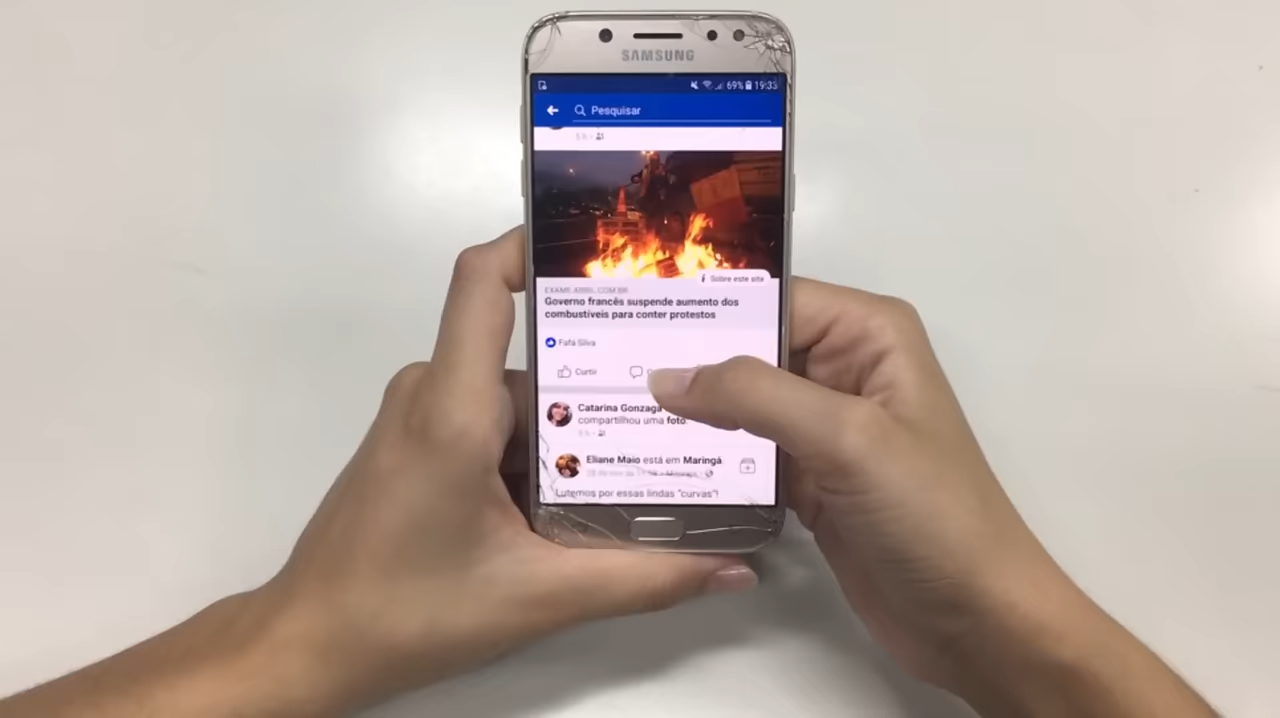 SAMSUNG
69% 19:33
Pesquisar
5 h
Sobre este site
EXAME.ABRIL.COM.BR
Governo francês suspende aumento dos
combustíveis para conter protestos
Fafá Silva
Curtir
Catarina Gonzaga
compartilhou uma foto.
Eliane Maio está em Maringá.
Lutemos por essas lindas "curvas"!